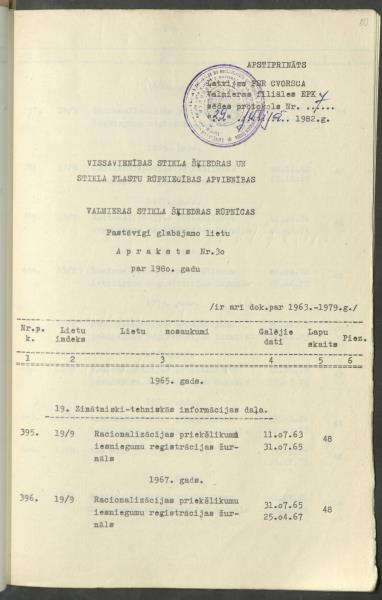 APSTIPRINĀTS
Latvijas PSR CVORSCA
Valmieras filiāles EPK
sēdes protokols Nr. 7
1982.g.
VISSAVIENĪBAS STIKLA ŠĶIEDRAS UN
STIKLA PLASTU RŪPNIECĪBAS APVIENĪBAS
VALMIERAS STIKLA ŠĶIEDRAS RŪPNĪCAS
Pastāvīgi glabājamo lietu
Apraksts Nr.3o
par 198o. gadu
/ir arī dok.par 1963.-1979.g./
Nr.p.k. Lietu indeks Lietu nosaukumi Galējie dati Lapu skaits Piez.
1 2 3 4 5 6
1965. gads.
19. Zinātniski-tehniskās informācijas daļa.
395. 19/9 Racionalizācijas priekšlikumu 11.o7.63 48
iesniegumu reģistrācijas žur- 31.o7.65
nāls
1967. gads.
396. 19/9 Racionalizācijas priekšlikumu 31.o7.65
iesniegumu reģistrācijas žur- 25.o4.67 48
nāls